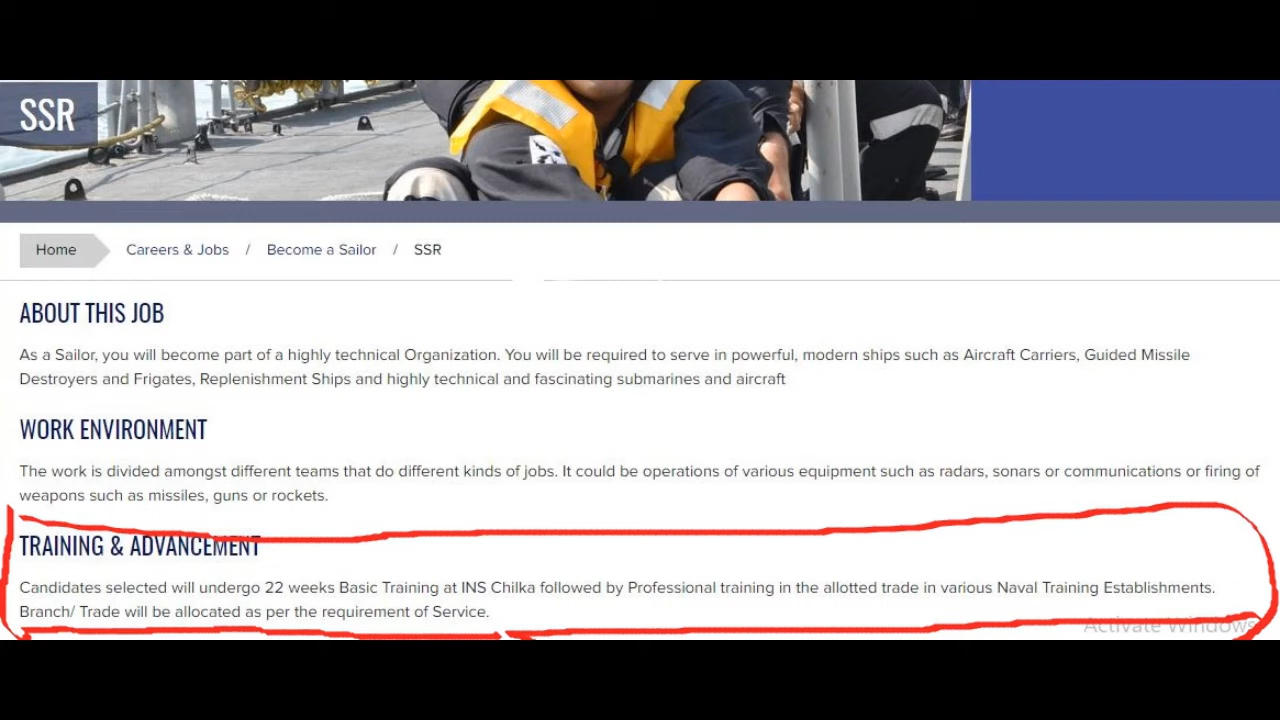 SSR
Home Careers & Jobs / Become a Sailor / SSR
ABOUT THIS JOB
As a Sailor, you will become part of a highly technical Organization. You will be required to serve in powerful, modern ships such as Aircraft Carriers, Guided Missile
Destroyers and Frigates, Replenishment Ships and highly technical and fascinating submarines and aircraft
WORK ENVIRONMENT
The work is divided amongst different teams that do different kinds of jobs. It could be operations of various equipment such as radars, sonars or communications or firing of
weapons such as missiles, guns or rockets.
TRAINING & ADVANCEMENT
Candidates selected will undergo 22 weeks Basic Training at INS Chilka followed by Professional training in the allotted trade in various Naval Training Establishments.
Branch/ Trade will be allocated as per the requirement of Service.
Activate Windows